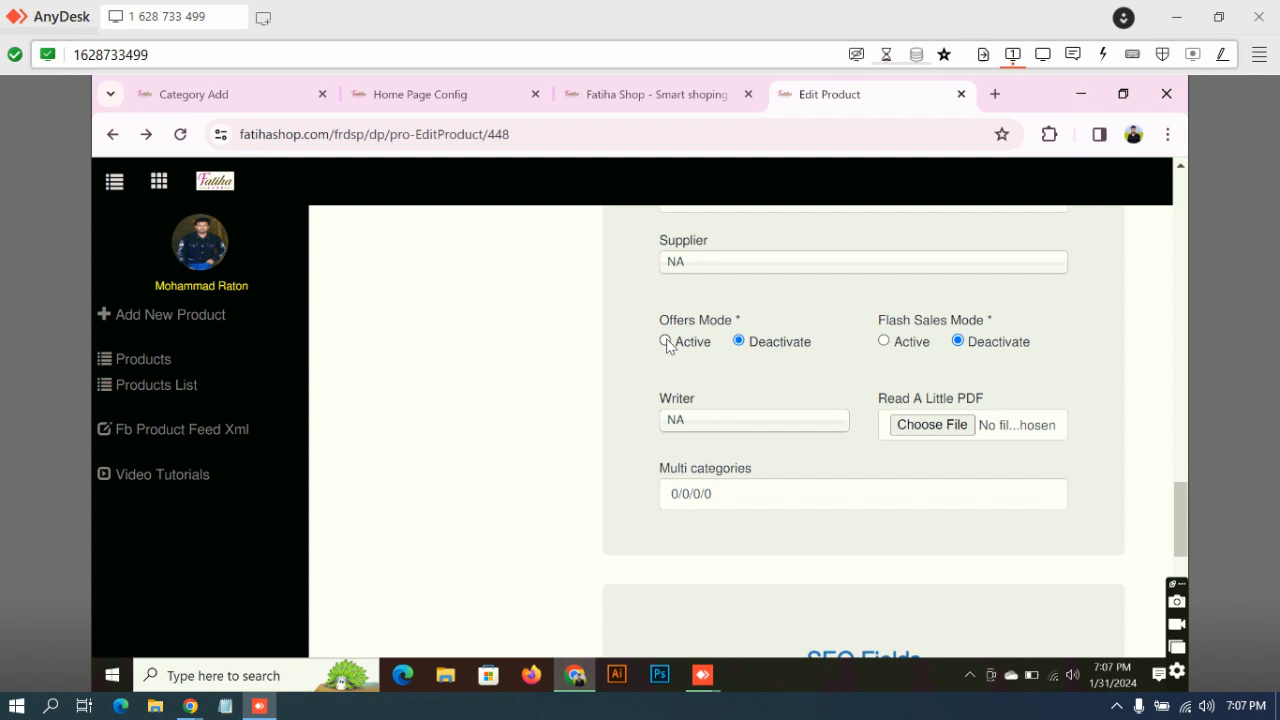 AnyDesk
1 628 733 499
1628733499
Category Add
Home Page Config
Fatiha Shop - Smart shoping
Edit Product
fatihashop.com/frdsp/dp/pro-EditProduct/448
Fatiha
Mohammad Raton
Add New Product
Products
Products List
Fb Product Feed Xml
Video Tutorials
Supplier
NA
Offers Mode *
Active
Deactivate
Flash Sales Mode *
Active
Deactivate
Writer
NA
Read A Little PDF
Choose File No fil...hosen
Multi categories
0/0/0/0
SEO Fields
Type here to search
Ai
Ps
7:07 PM
1/31/2024
7:07 PM